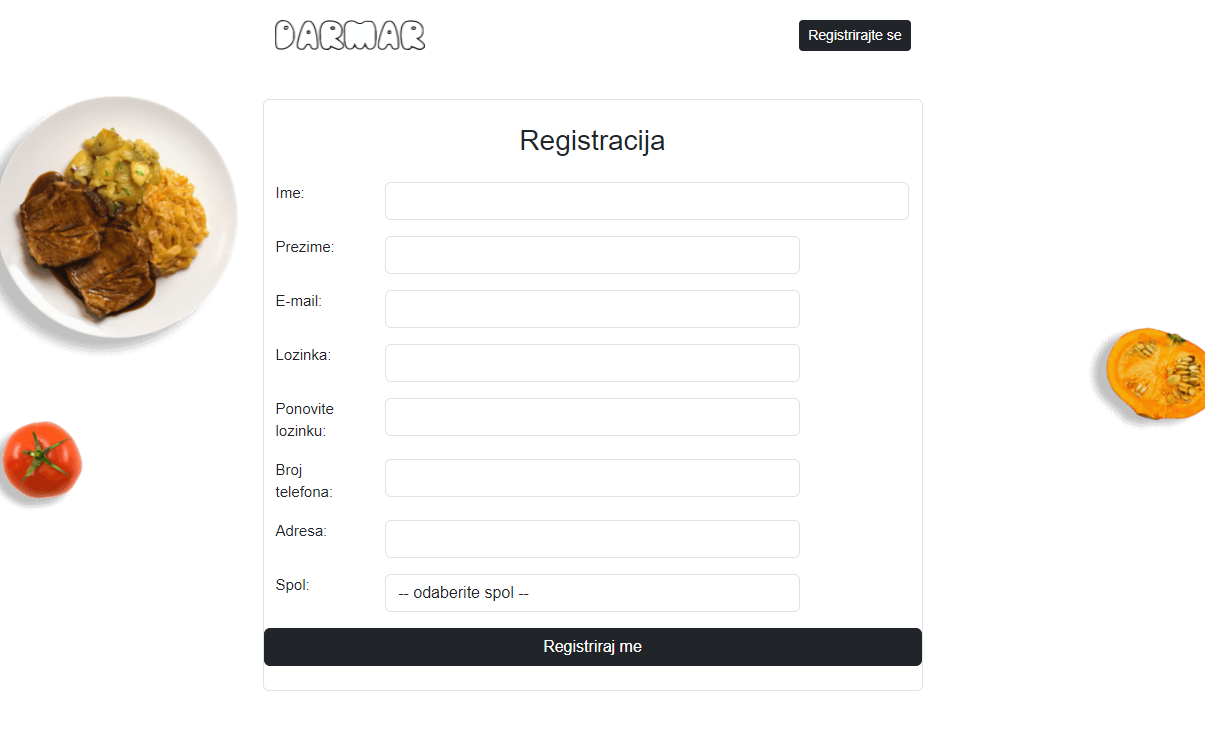 DARMAR
Registrirajte se
Registracija
Ime:
Prezime:
E-mail:
Lozinka:
Ponovite
lozinku:
Broj
telefona:
Adresa:
Spol:
-- odaberite spol --
Registriraj me